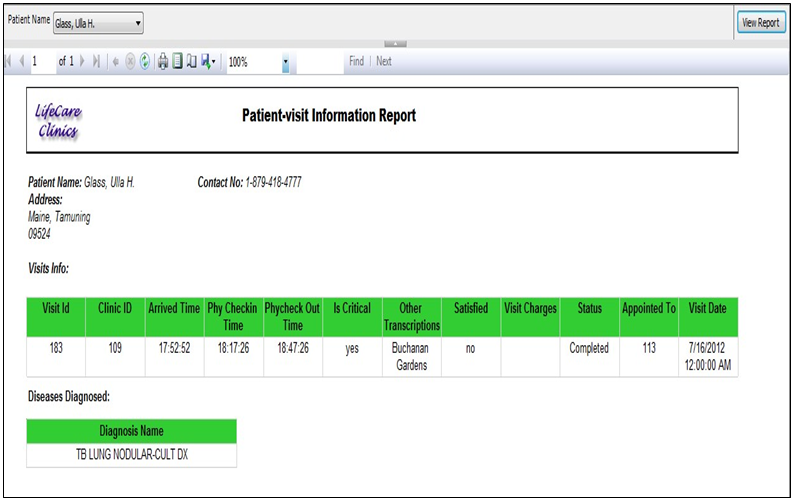 Patient Name Glass, Ulla H. View Report
1 of 1 100% Find | Next
LifeCare
Clinics
Patient-visit Information Report
Patient Name: Glass, Ulla H. Contact No: 1-879-418-4777
Address:
Maine, Tamuning
09524
Visits Info:
Visit Id Clinic ID Arrived Time Phy Checkin Time Phycheck Out Time Is Critical Other Transcriptions Satisfied Visit Charges Status Appointed To Visit Date
183 109 17:52:52 18:17:26 18:47:26 yes Buchanan Gardens no Completed 113 7/16/2012 12:00:00 AM
Diseases Diagnosed:
Diagnosis Name
TB LUNG NODULAR-CULT DX